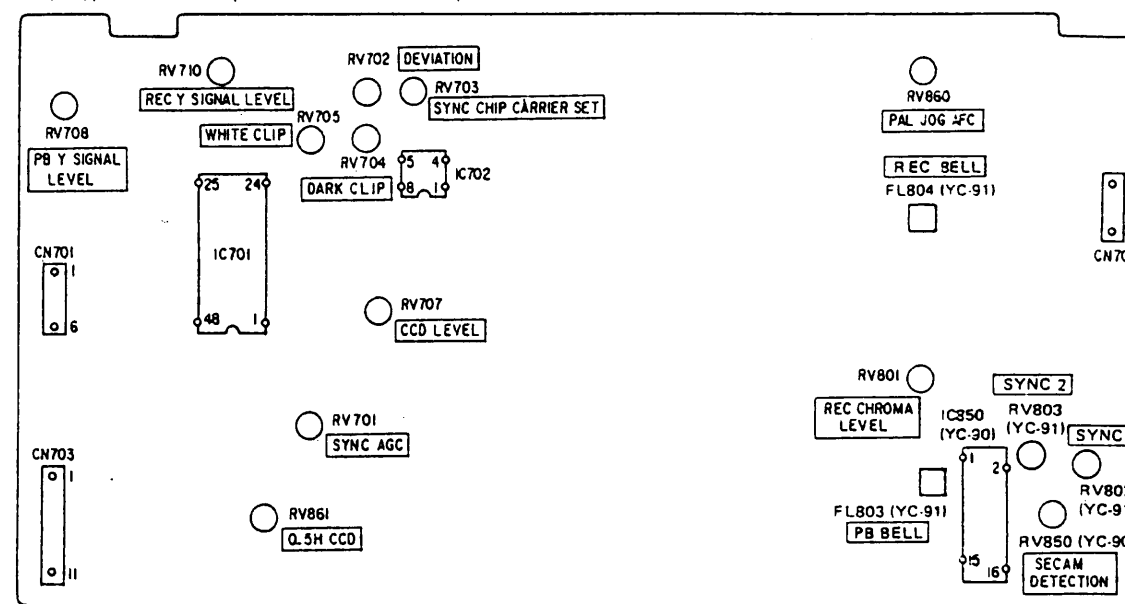 RV710
REC Y SIGNAL LEVEL
RV702
DEVIATION
RV703
SYNC CHIP CARRIER SET
RV708
PB Y SIGNAL
LEVEL
WHITE CLIP
RV705
RV704
DARK CLIP
5 4
8 1
IC702
RV860
PAL JOG AFC
REC BELL
FL804 (YC-91)
25 24
IC701
48 1
CN701
1
6
RV707
CCD LEVEL
RV801
REC CHROMA
LEVEL
SYNC 2
RV803
(YC-91)
IC850
(YC-90)
SYNC
1
2
15
16
RV701
SYNC AGC
CN703
1
11
RV861
0.5H CCD
FL803 (YC-91)
PB BELL
RV850
SECAM
DETECTION